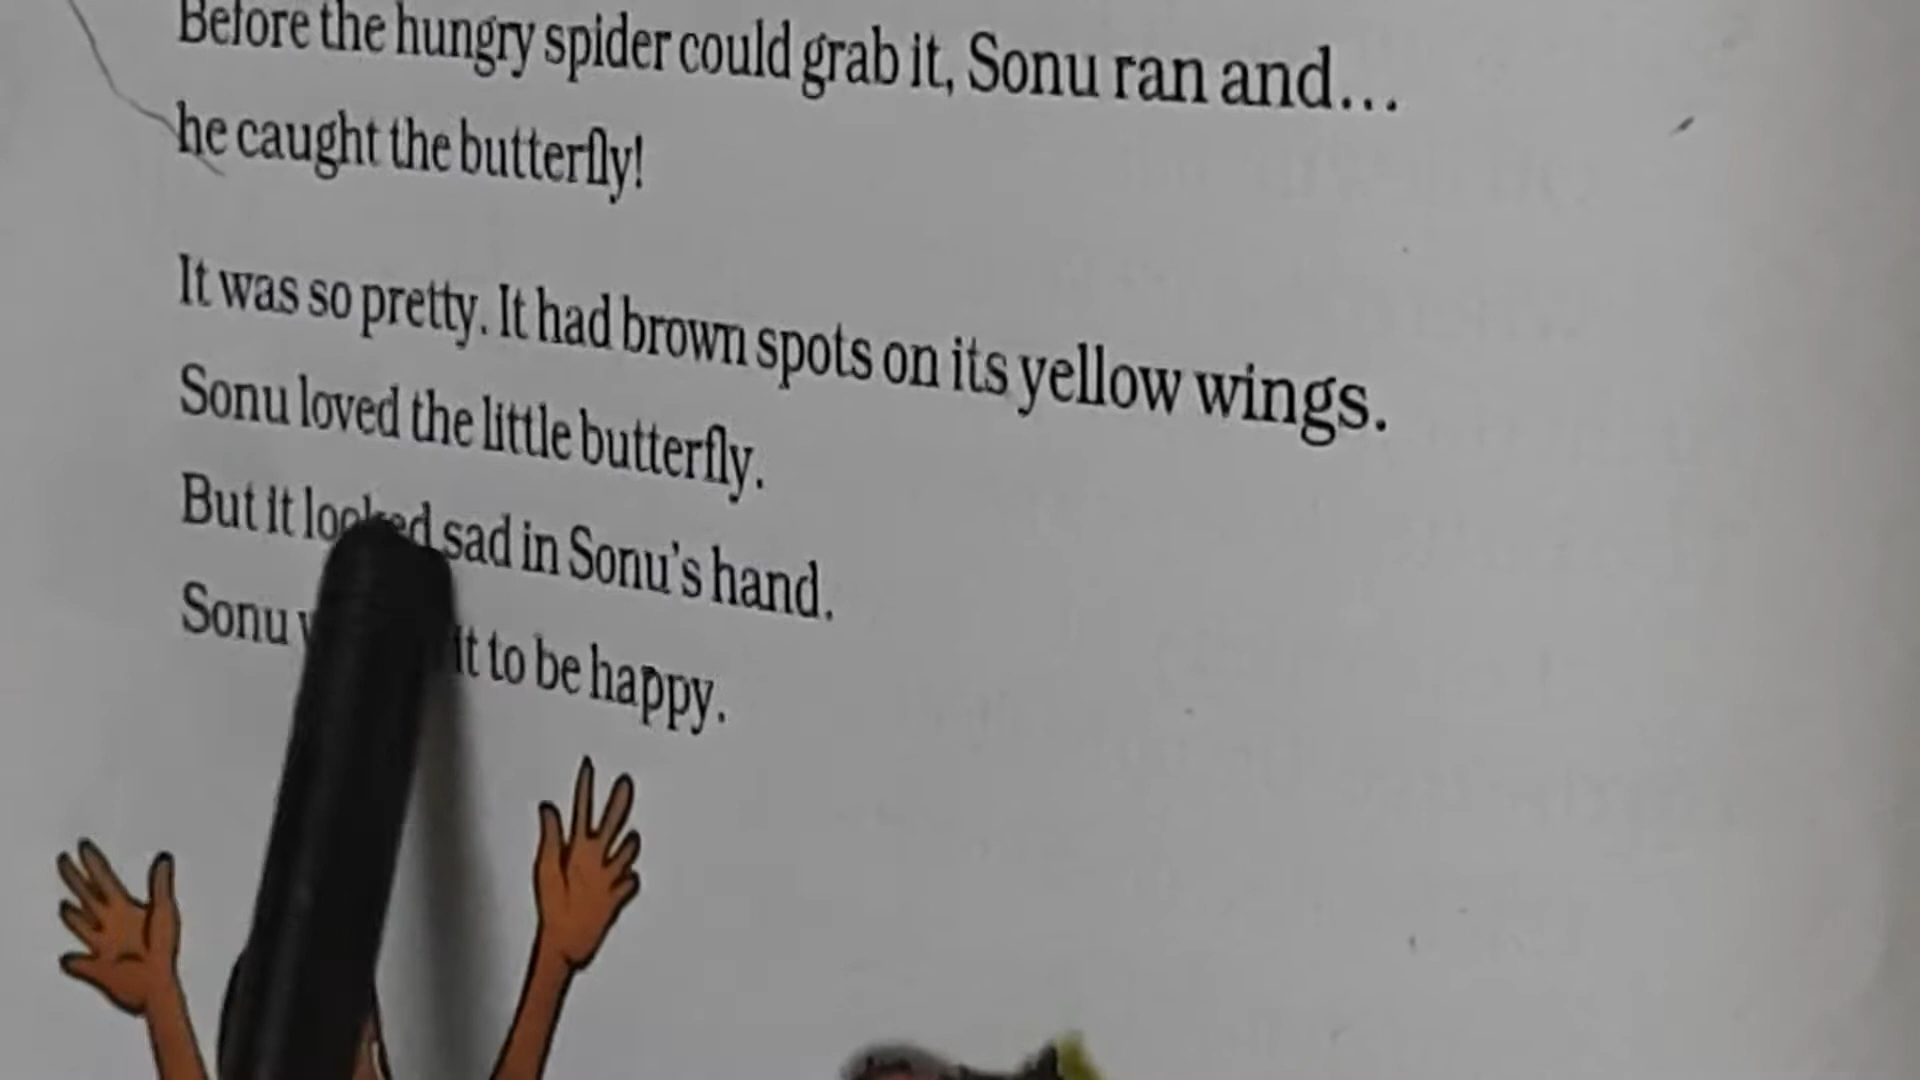 Before the hungry spider could grab it, Sonu ran and...
he caught the butterfly!
It was so pretty. It had brown spots on its yellow wings.
Sonu loved the little butterfly.
But it looked sad in Sonu's hand.
Sonu it to be happy.